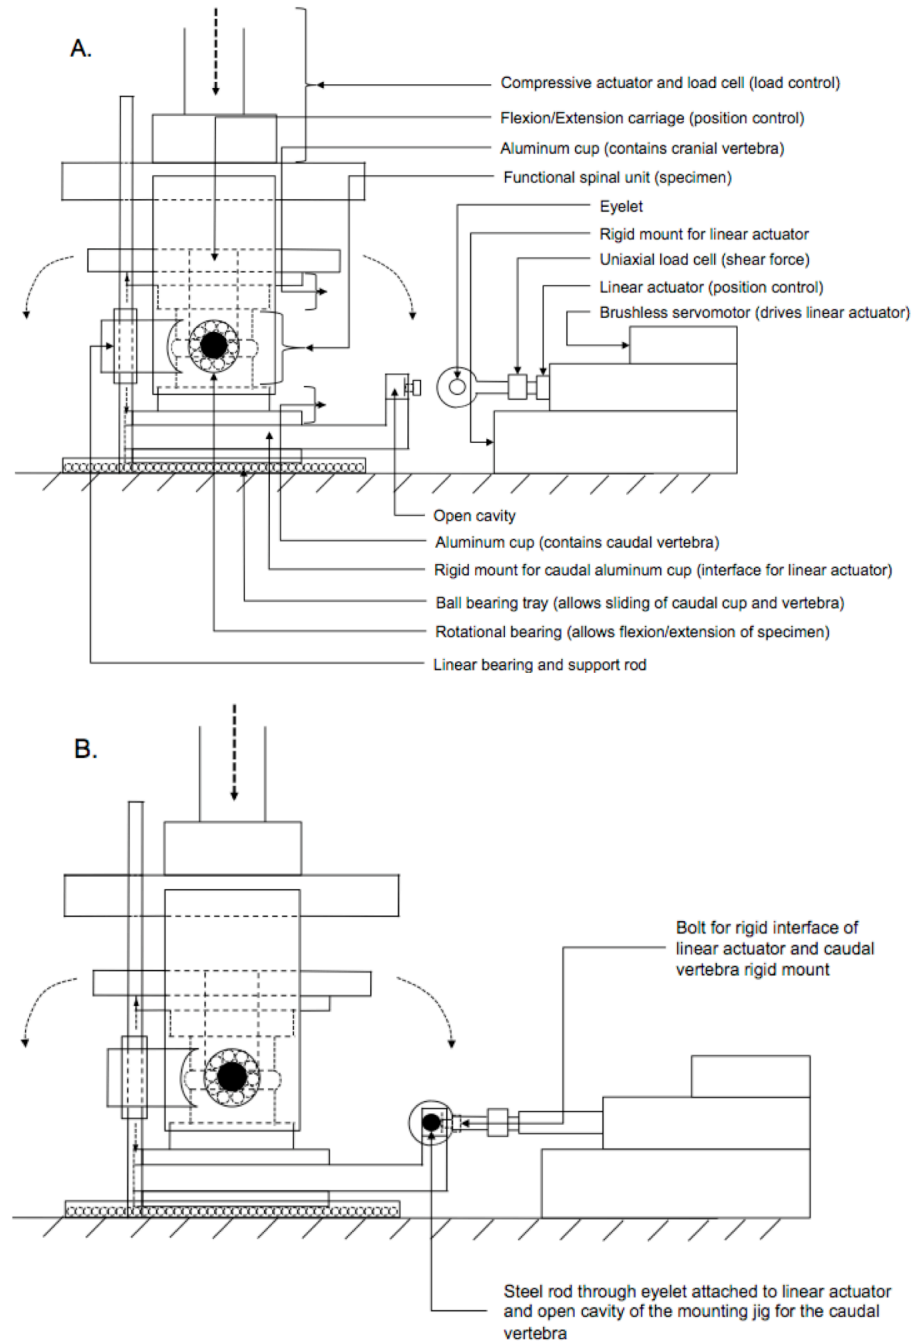 A.
Compressive actuator and load cell (load control)
Flexion/Extension carriage (position control)
Aluminum cup (contains cranial vertebra)
Functional spinal unit (specimen)
Eyelet
Rigid mount for linear actuator
Uniaxial load cell (shear force)
Linear actuator (position control)
Brushless servomotor (drives linear actuator)
Open cavity
Aluminum cup (contains caudal vertebra)
Rigid mount for caudal aluminum cup (interface for linear actuator)
Ball bearing tray (allows sliding of caudal cup and vertebra)
Rotational bearing (allows flexion/extension of specimen)
Linear bearing and support rod
B.
Bolt for rigid interface of
linear actuator and caudal
vertebra rigid mount
Steel rod through eyelet attached to linear actuator
and open cavity of the mounting jig for the caudal
vertebra